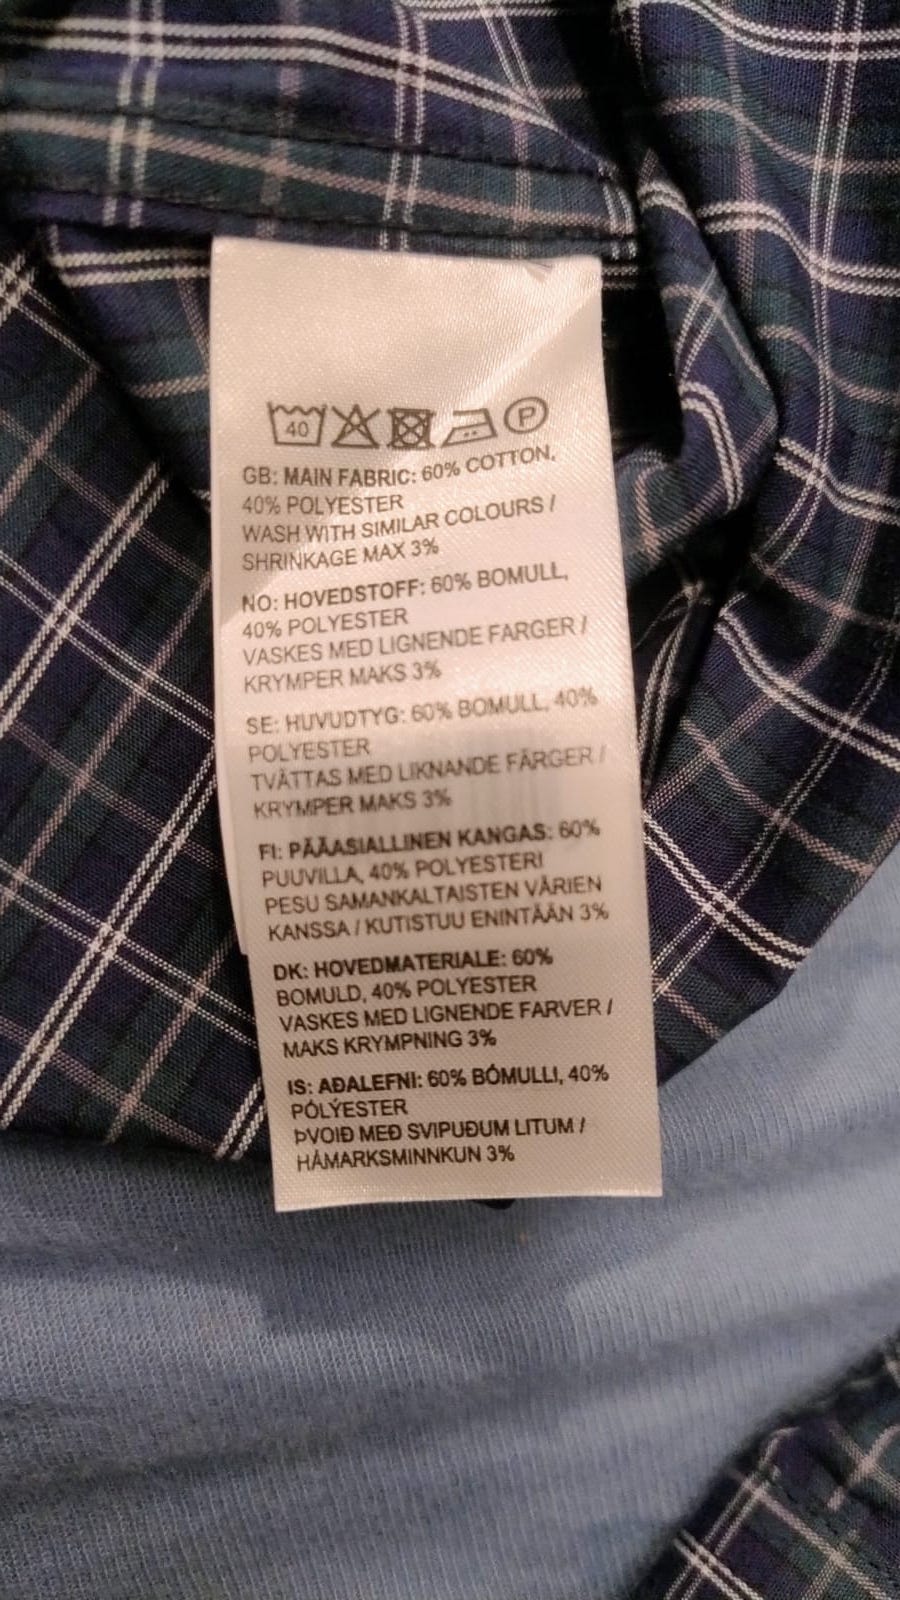 40 P
GB: MAIN FABRIC: 60% COTTON,
40% POLYESTER
WASH WITH SIMILAR COLOURS /
SHRINKAGE MAX 3%
NO: HOVEDSTOFF: 60% BOMULL,
40% POLYESTER
VASKES MED LIGNENDE FARGER /
KRYMPER MAKS 3%
SE: HUVUDTYG: 60% BOMULL, 40%
POLYESTER
TVÄTTAS MED LIKNANDE FÄRGER /
KRYMPER MAKS 3%
FI: PÄÄASIALLINEN KANGAS: 60%
PUUVILLA, 40% POLYESTERI
PESU SAMANKALTAISTEN VÄRIEN
KANSSA / KUTISTUU ENINTÄÄN 3%
DK: HOVEDMATERIALE: 60%
BOMULD, 40% POLYESTER
VASKES MED LIGNENDE FARVER /
MAKS KRYMPNING 3%
IS: AÐALEFNI: 60% BÓMULLI, 40%
PÓLÝESTER
ÞVOIÐ MEÐ SVIPUÐUM LITUM /
HÁMARKSMINNKUN 3%